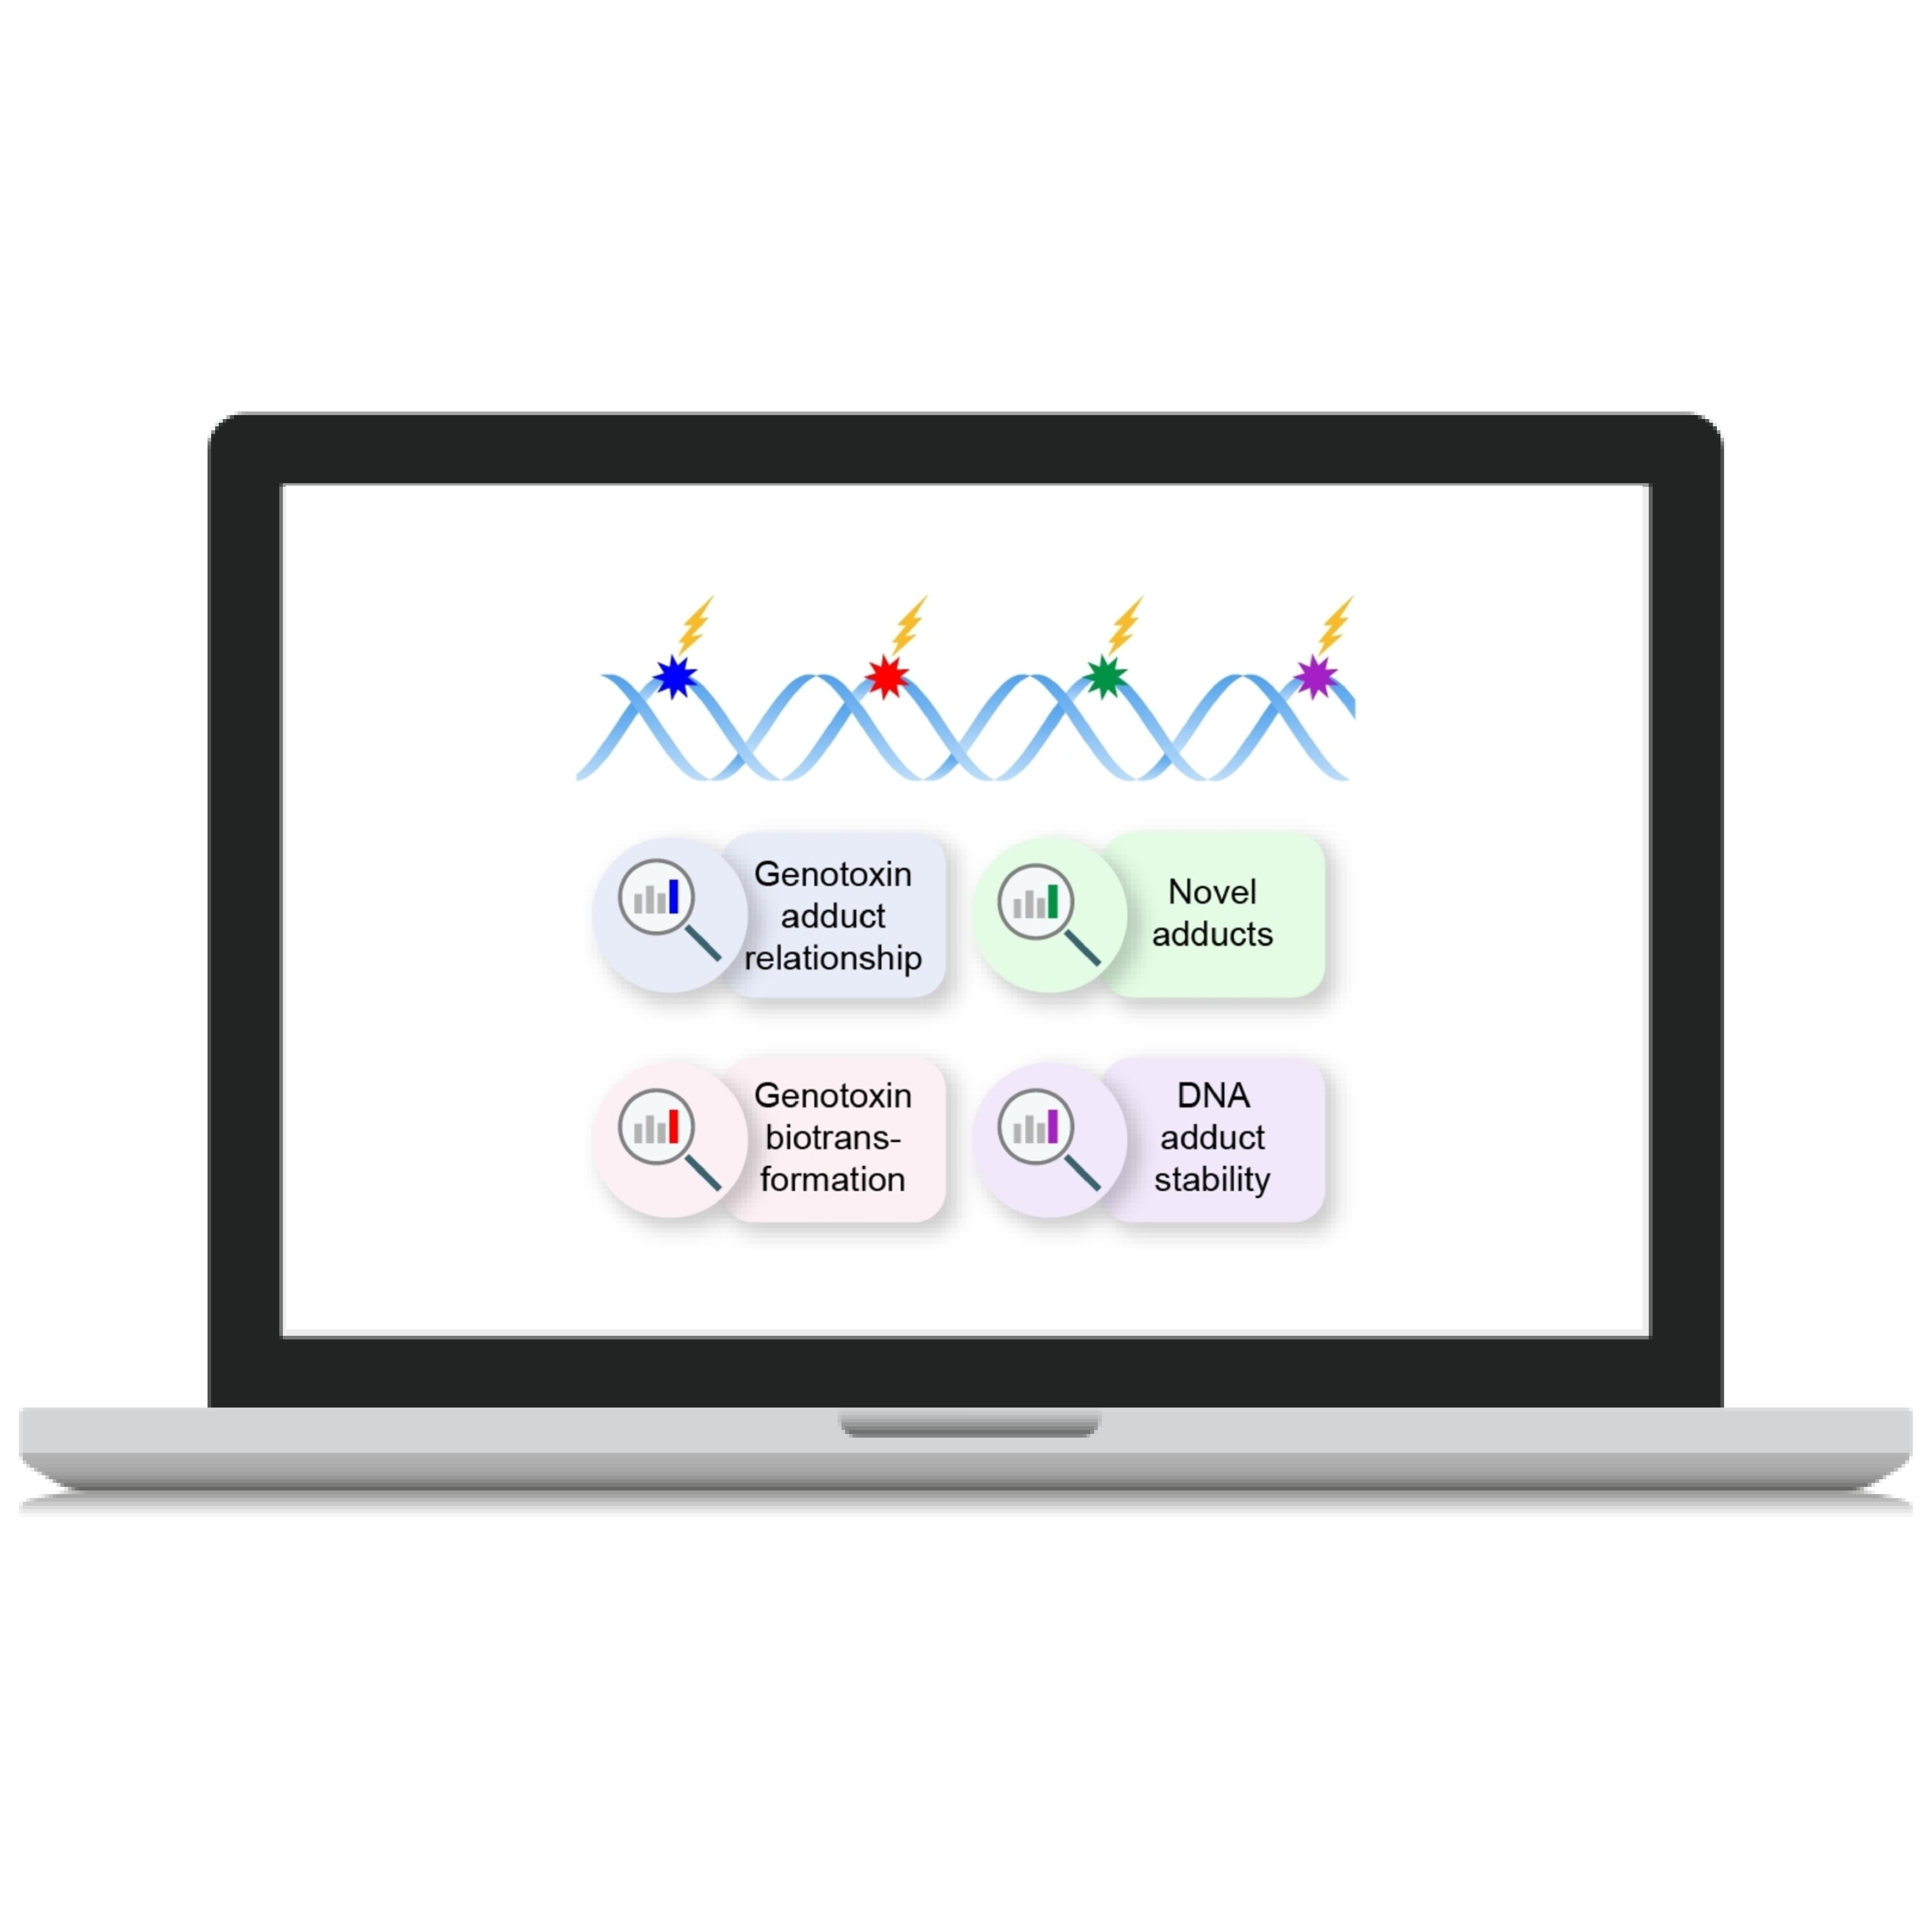 Genotoxin
adduct
relationship
Novel
adducts
Genotoxin
biotrans-
formation
DNA
adduct
stability